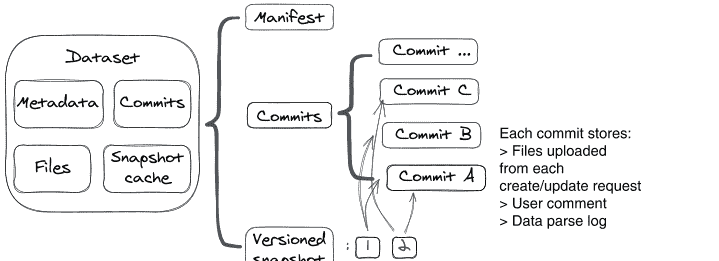 Manifest
Dataset
Metadata
Commits
Files
Snapshot
cache
Commits
Commit ...
Commit C
Commit B
Commit A
Each commit stores:
> Files uploaded
from each
create/update request
> User comment
> Data parse log
Versioned
snapshot
: 1 2